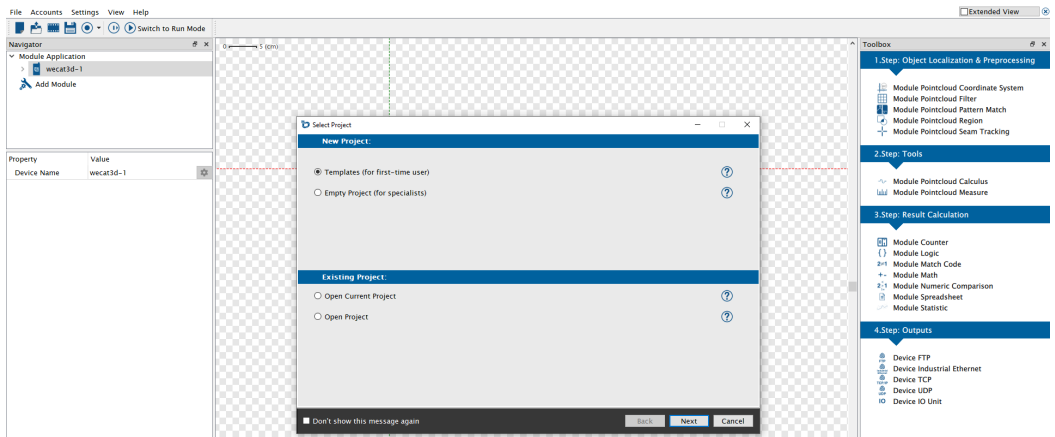 File Accounts Settings View Help
Extended View
Switch to Run Mode
Navigator
Module Application
wecat3d-1
Add Module
Property Value
Device Name wecat3d-1
0 5 (cm)
Select Project
New Project:
Templates (for first-time user)
Empty Project (for specialists)
Existing Project:
Open Current Project
Open Project
Don't show this message again
Back Next Cancel
Toolbox
1.Step: Object Localization & Preprocessing
Module Pointcloud Coordinate System
Module Pointcloud Filter
Module Pointcloud Pattern Match
Module Pointcloud Region
Module Pointcloud Seam Tracking
2.Step: Tools
Module Pointcloud Calculus
Module Pointcloud Measure
3.Step: Result Calculation
Module Counter
Module Logic
Module Match Code
Module Math
Module Numeric Comparison
Module Spreadsheet
Module Statistic
4.Step: Outputs
Device FTP
Device Industrial Ethernet
Device TCP
Device UDP
IO Device IO Unit